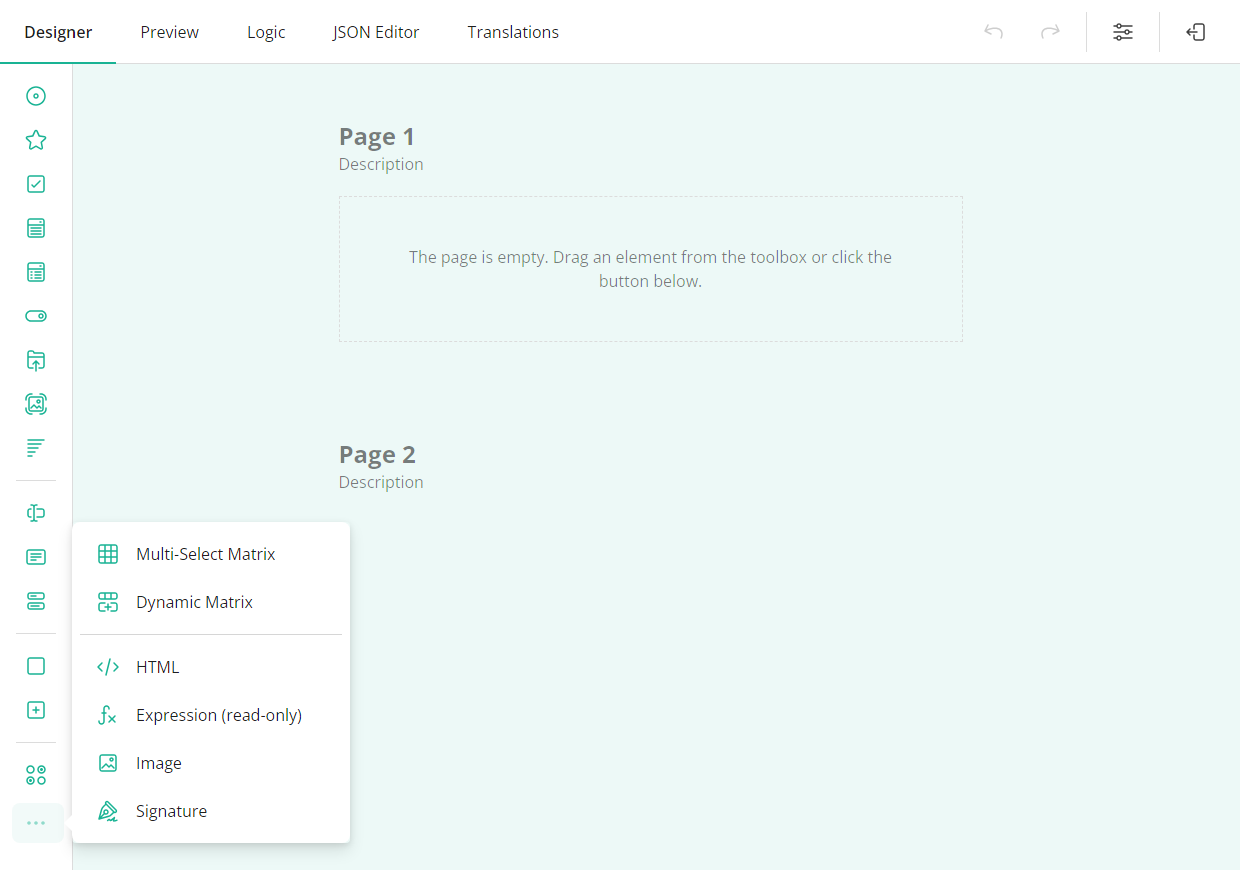 Designer
Preview
Logic
JSON Editor
Translations
Page 1
Description
The page is empty. Drag an element from the toolbox or click the
button below.
Page 2
Description
Multi-Select Matrix
Dynamic Matrix
HTML
Expression (read-only)
Image
Signature